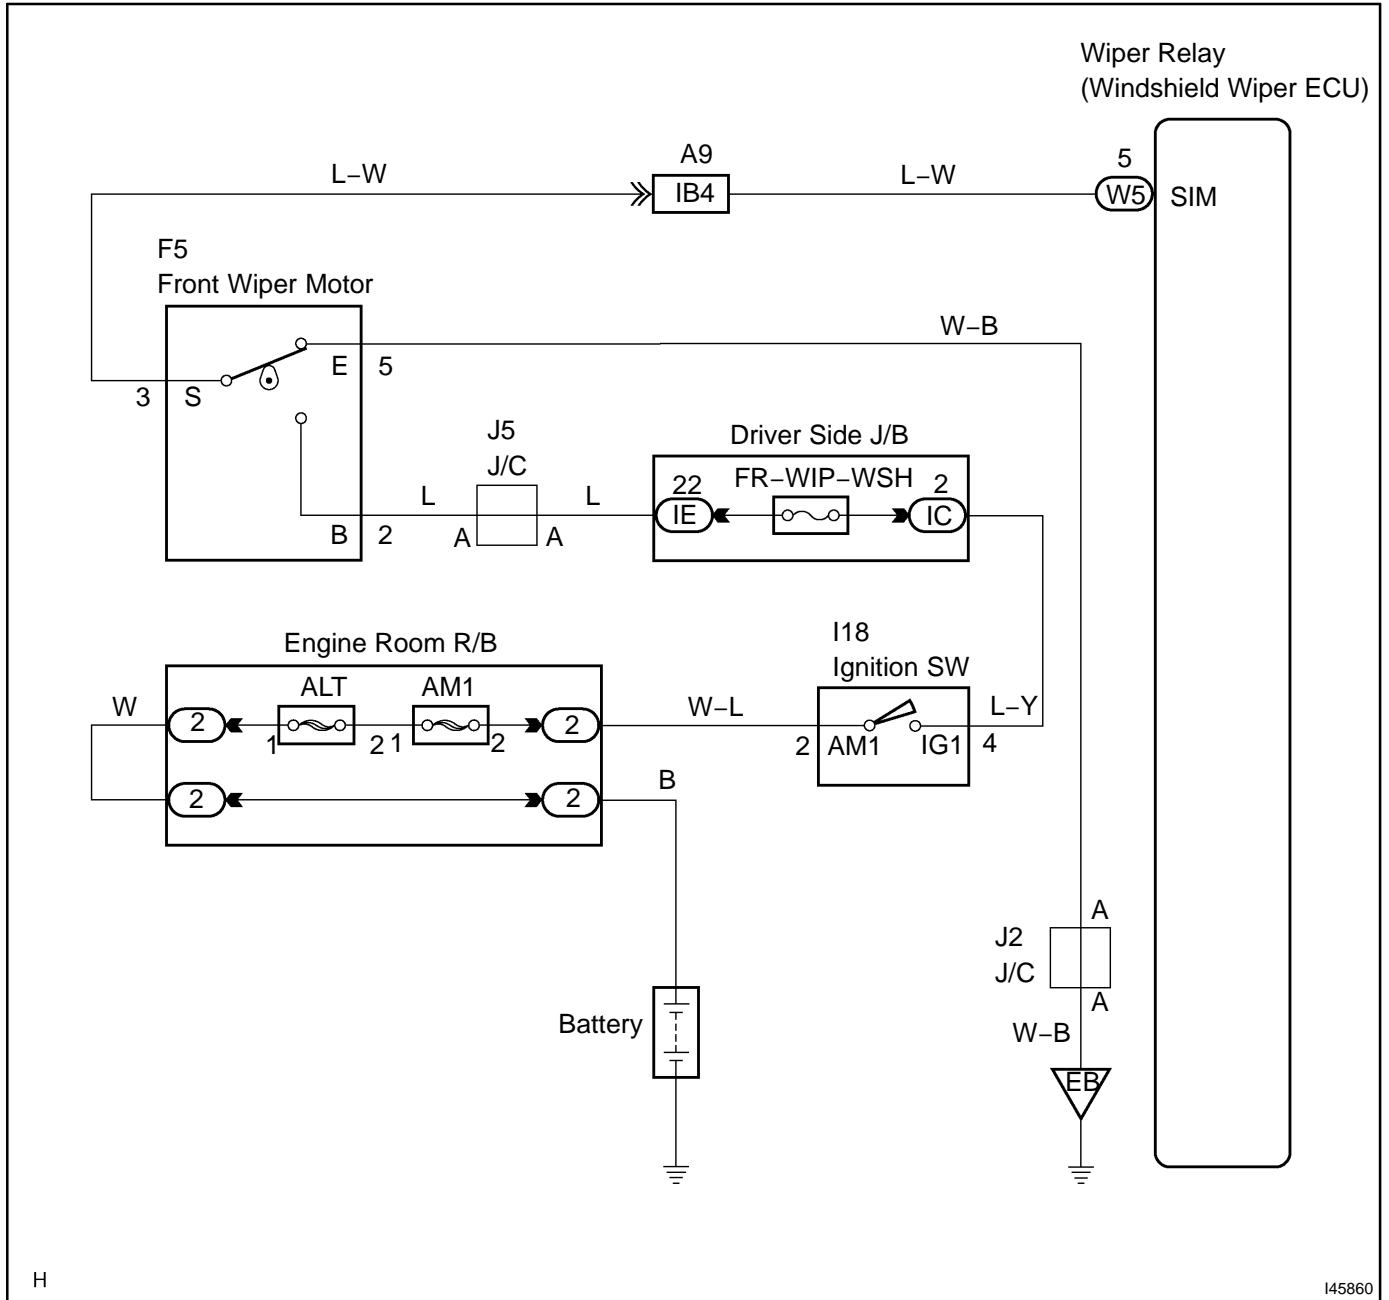 Wiper Relay
(Windshield Wiper ECU)
A9
L–W
IB4
L–W
5
W5
SIM
F5
Front Wiper Motor
W–B
E
5
3
S
J5
J/C
Driver Side J/B
FR–WIP–WSH
L
L
22
IE
2
IC
B
2
A
A
I18
Ignition SW
Engine Room R/B
ALT
AM1
W
2
1
2
1
2
2
W–L
2
AM1
IG1
4
L–Y
2
2
B
A
J2
J/C
A
Battery
W–B
EB
H
I45860